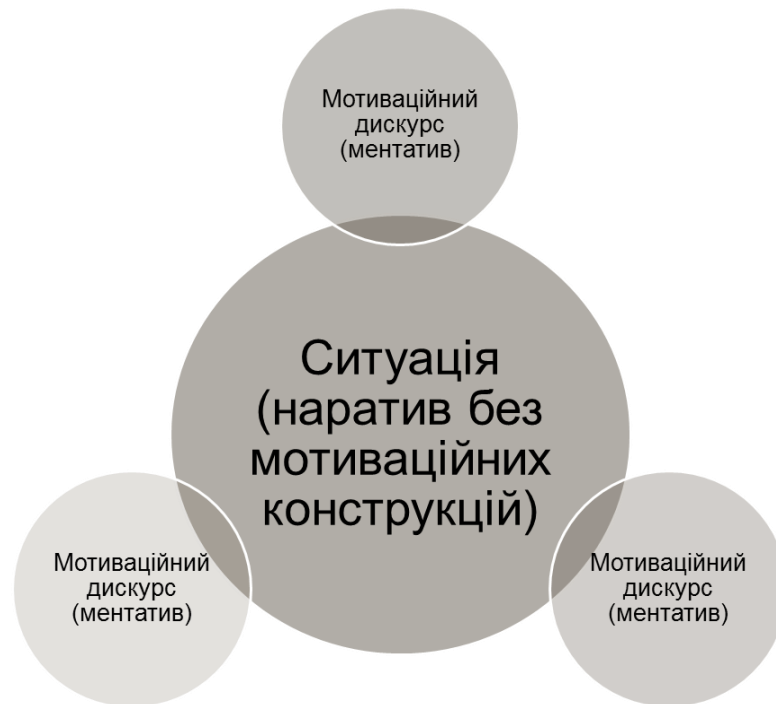 Мотиваційний
дискурс
(ментатив)
Ситуація
(наратив без
мотиваційних
конструкцій)
Мотиваційний
дискурс
(ментатив)
Мотиваційний
дискурс
(ментатив)